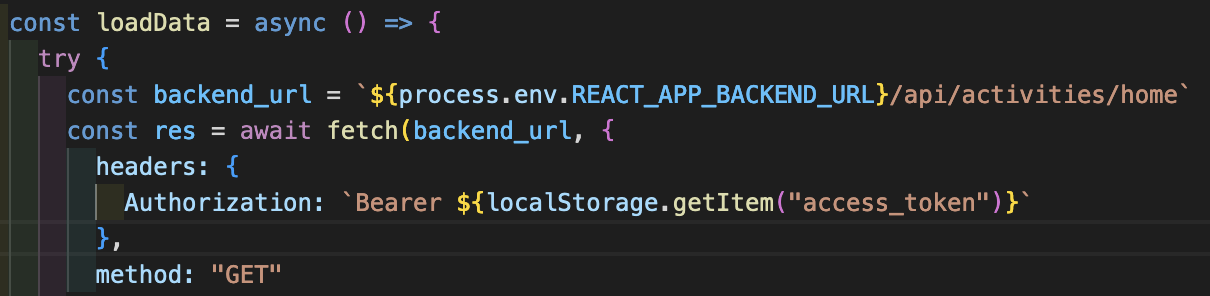 const loadData = async () => {
try {
const backend_url = `${process.env.REACT_APP_BACKEND_URL}/api/activities/home`
const res = await fetch(backend_url, {
headers: {
Authorization: `Bearer ${localStorage.getItem("access_token")}`
},
method: "GET"